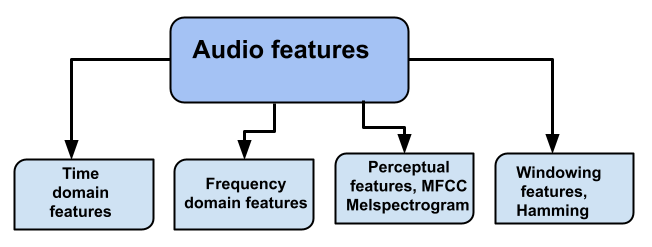 Audio features
Time
domain
features
Frequency
domain features
Perceptual
features, MFCC
Melspectrogram
Windowing
features,
Hamming